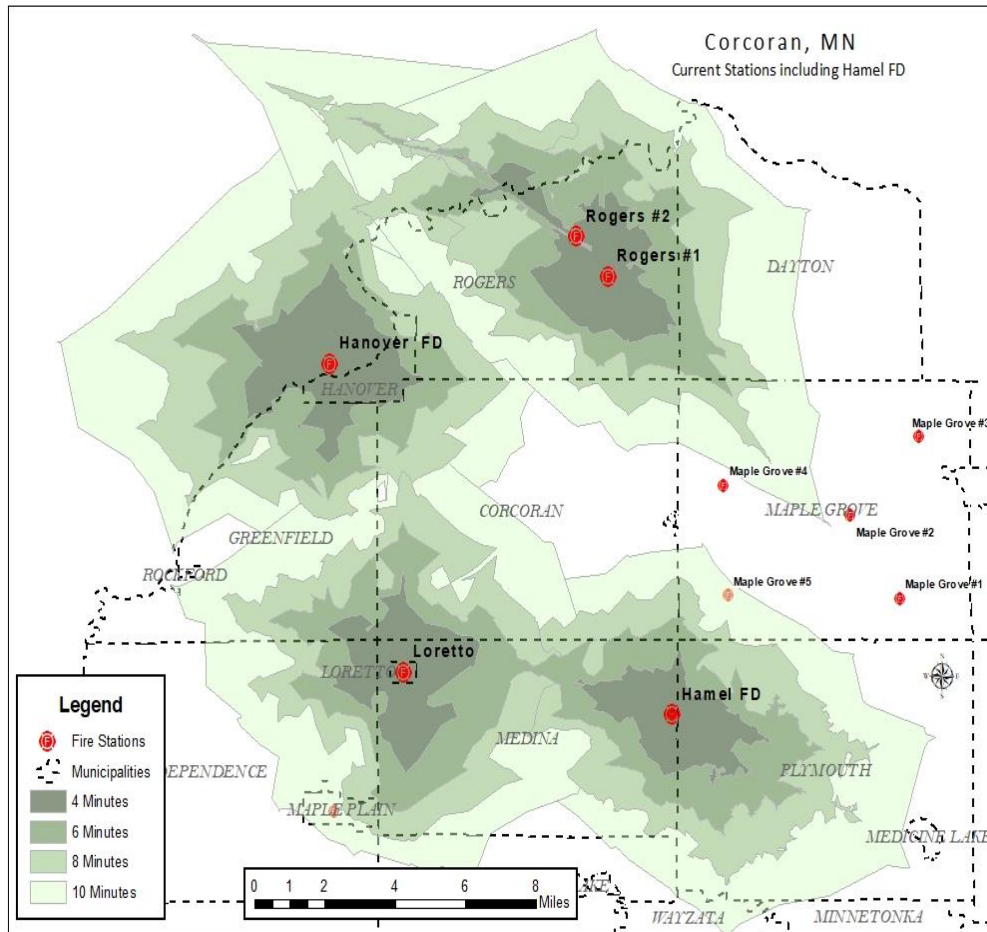 Corcoran, MN
Current Stations including Hamel FD
Rogers #2
Rogers #1
DAYTON
ROGERS
Hanover FD
HANOVER
Maple Grove #3
Maple Grove #4
CORCORAN
MAPLE GROVE
Maple Grove #2
GREENFIELD
ROCKFORD
Maple Grove #5
Maple Grove #1
Loretto
LORETTO
Hamel FD
MEDINA
PLYMOUTH
EPENDENCE
MAPLE PLAIN
MEDICINE LAKE
LAKE
WAYZATA
MINNETONKA
Legend
F Fire Stations
Municipalities
4 Minutes
6 Minutes
8 Minutes
10 Minutes
0 1 2 4 6 8
Miles